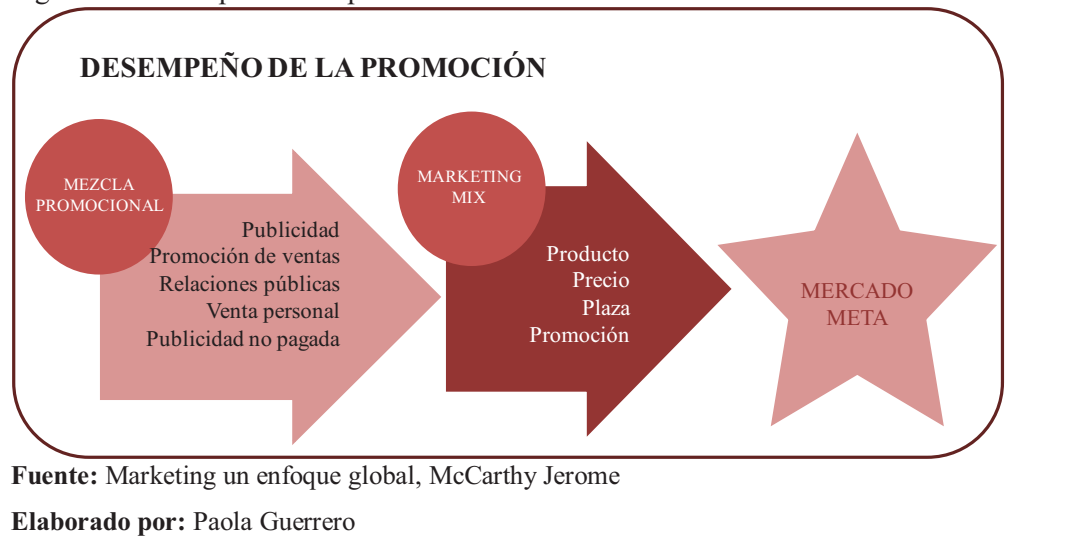 DESEMPEÑO DE LA PROMOCIÓN
MEZCLA
PROMOCIONAL
Publicidad
Promoción de ventas
Relaciones públicas
Venta personal
Publicidad no pagada
MARKETING
MIX
Producto
Precio
Plaza
Promoción
MERCADO
META
Fuente: Marketing un enfoque global, McCarthy Jerome
Elaborado por: Paola Guerrero